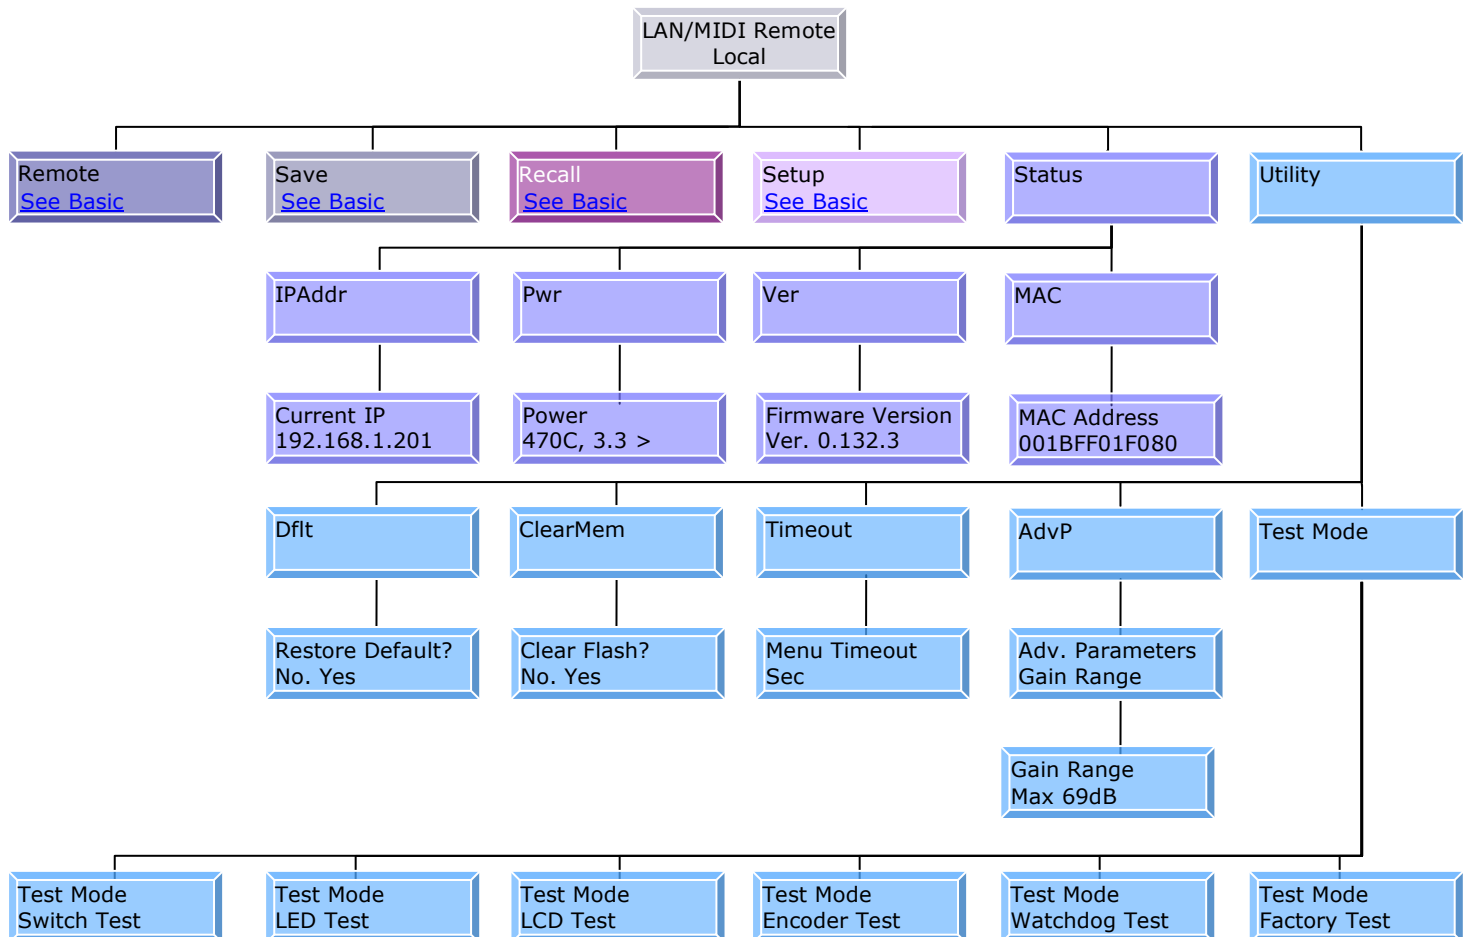 LAN/MIDI Remote
Local
Remote
See Basic
Save
See Basic
Recall
See Basic
Setup
See Basic
Status
Utility
IPAddr
Pwr
Ver
MAC
Current IP
192.168.1.201
Power
470C, 3.3 >
Firmware Version
Ver. 0.132.3
MAC Address
001BFF01F080
Dflt
ClearMem
Timeout
AdvP
Test Mode
Restore Default?
No. Yes
Clear Flash?
No. Yes
Menu Timeout
Sec
Adv. Parameters
Gain Range
Gain Range
Max 69dB
Test Mode
Switch Test
Test Mode
LED Test
Test Mode
LCD Test
Test Mode
Encoder Test
Test Mode
Watchdog Test
Test Mode
Factory Test